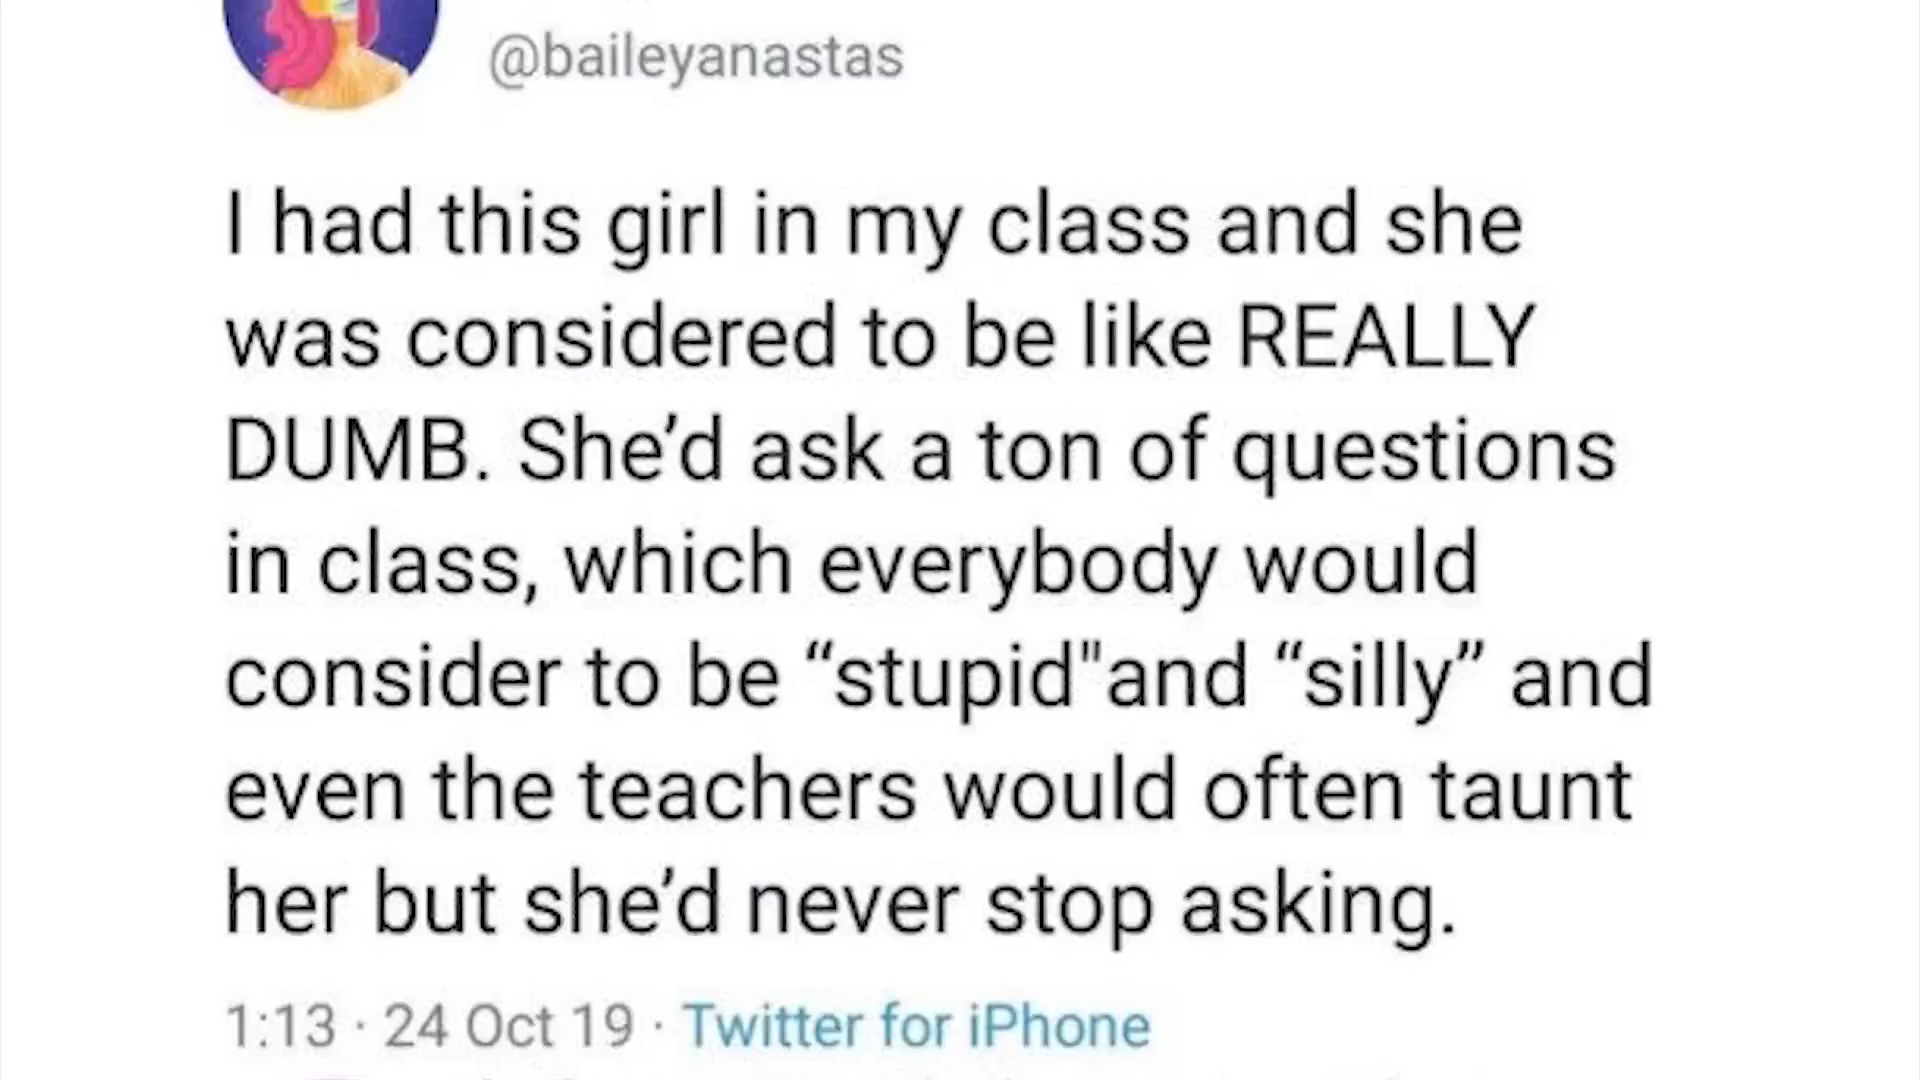 @baileyanastas
I had this girl in my class and she
was considered to be like REALLY
DUMB. She’d ask a ton of questions
in class, which everybody would
consider to be “stupid"and “silly” and
even the teachers would often taunt
her but she’d never stop asking.
1:13 · 24 Oct 19 · Twitter for iPhone